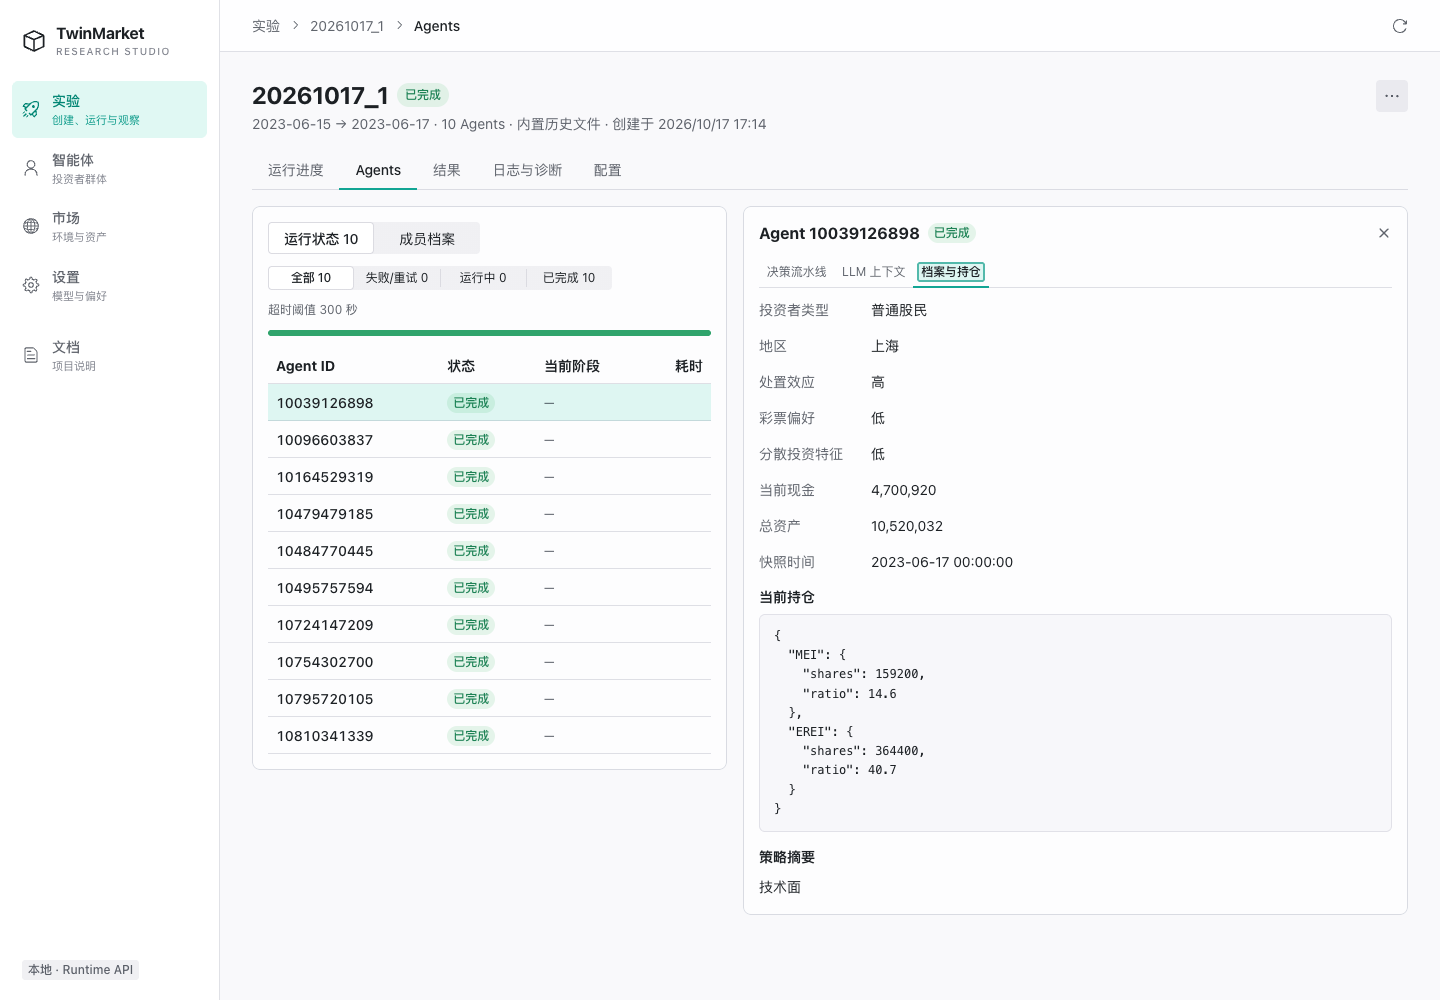 TwinMarket
RESEARCH STUDIO
实验
创建、运行与观察
智能体
投资者群体
市场
环境与资产
设置
模型与偏好
文档
项目说明
本地 · Runtime API
实验 > 20261017_1 > Agents
20261017_1 已完成
2023-06-15 → 2023-06-17 · 10 Agents · 内置历史文件 · 创建于 2026/10/17 17:14
运行进度 Agents 结果 日志与诊断 配置
运行状态 10 成员档案
全部 10 失败/重试 0 运行中 0 已完成 10
超时阈值 300 秒
Agent ID 状态 当前阶段 耗时
10039126898 已完成 —
10096603837 已完成 —
10164529319 已完成 —
10479479185 已完成 —
10484770445 已完成 —
10495757594 已完成 —
10724147209 已完成 —
10754302700 已完成 —
10795720105 已完成 —
10810341339 已完成 —
Agent 10039126898 已完成
决策流水线 LLM 上下文 档案与持仓
投资者类型 普通股民
地区 上海
处置效应 高
彩票偏好 低
分散投资特征 低
当前现金 4,700,920
总资产 10,520,032
快照时间 2023-06-17 00:00:00
当前持仓
{
"MEI": {
"shares": 159200,
"ratio": 14.6
},
"EREI": {
"shares": 364400,
"ratio": 40.7
}
}
策略摘要
技术面